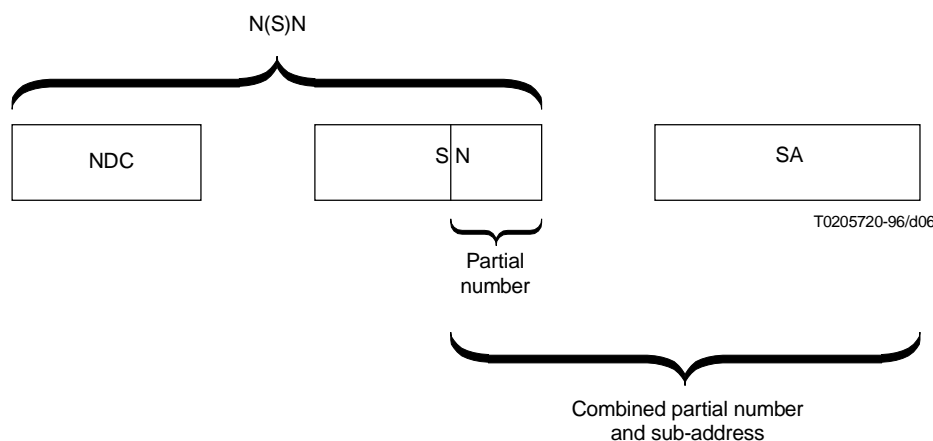 N(S)N
NDC
S N
SA
T0205720-96/d06
Partial
number
Combined partial number
and sub-address